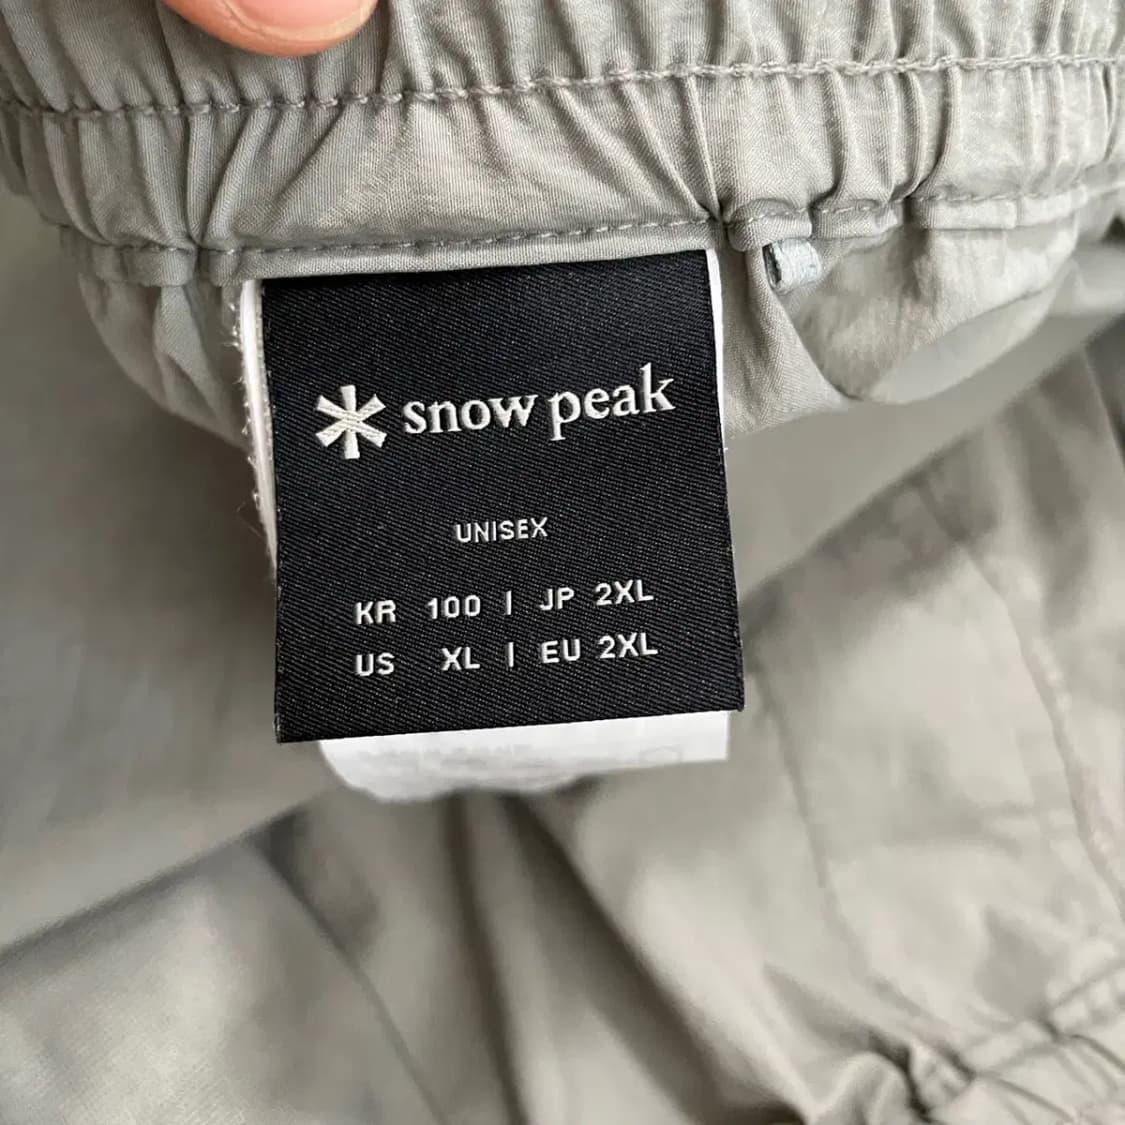 snow peak
UNISEX
KR 100 | JP 2XL
US XL | EU 2XL